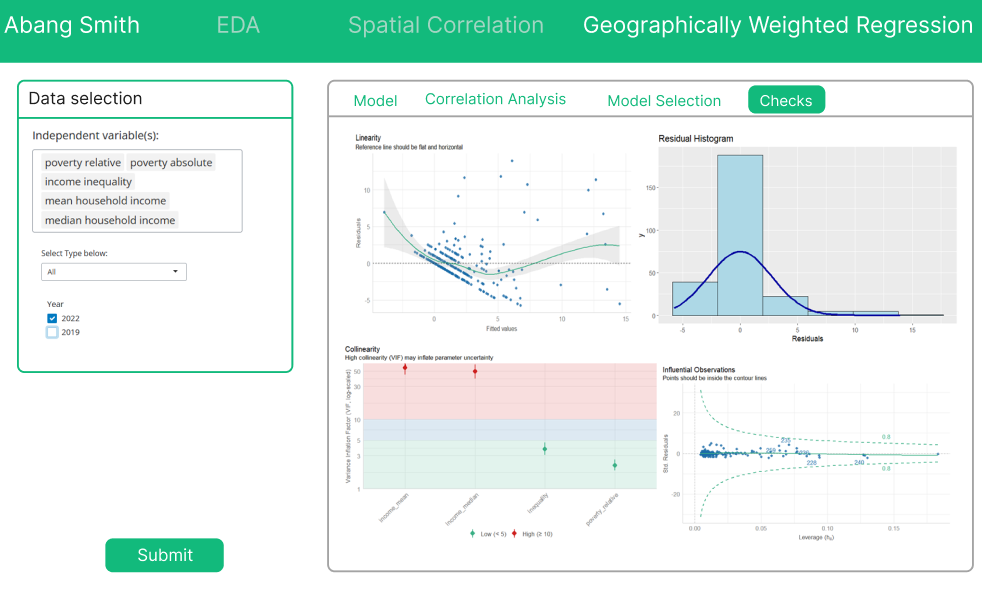 Abang Smith EDA Spatial Correlation Geographically Weighted Regression
Data selection
Independent variable(s):
poverty relative poverty absolute
income inequality
mean household income
median household income
Select Type below:
All
Year
2022
2019
Submit
Model Correlation Analysis Model Selection Checks
Linearity
Reference line should be flat and horizontal
Residuals
10
5
0
-5
0 5 10 15
Fitted values
Residual Histogram
y
150
100
50
0
-5 0 5 10 15
Residuals
Collinearity
High collinearity (VIF) may inflate parameter uncertainty
Variance Inflation Factor (VIF, log-scaled)
50
30
10
5
3
1
income_mean income_median inequality poverty_relative
Low (< 5) High (≥ 10)
Influential Observations
Points should be inside the contour lines
Std. Residuals
20
0
-20
0.8
235
228
240
0.8
0.00 0.05 0.10 0.15
Leverage (hᵢᵢ)